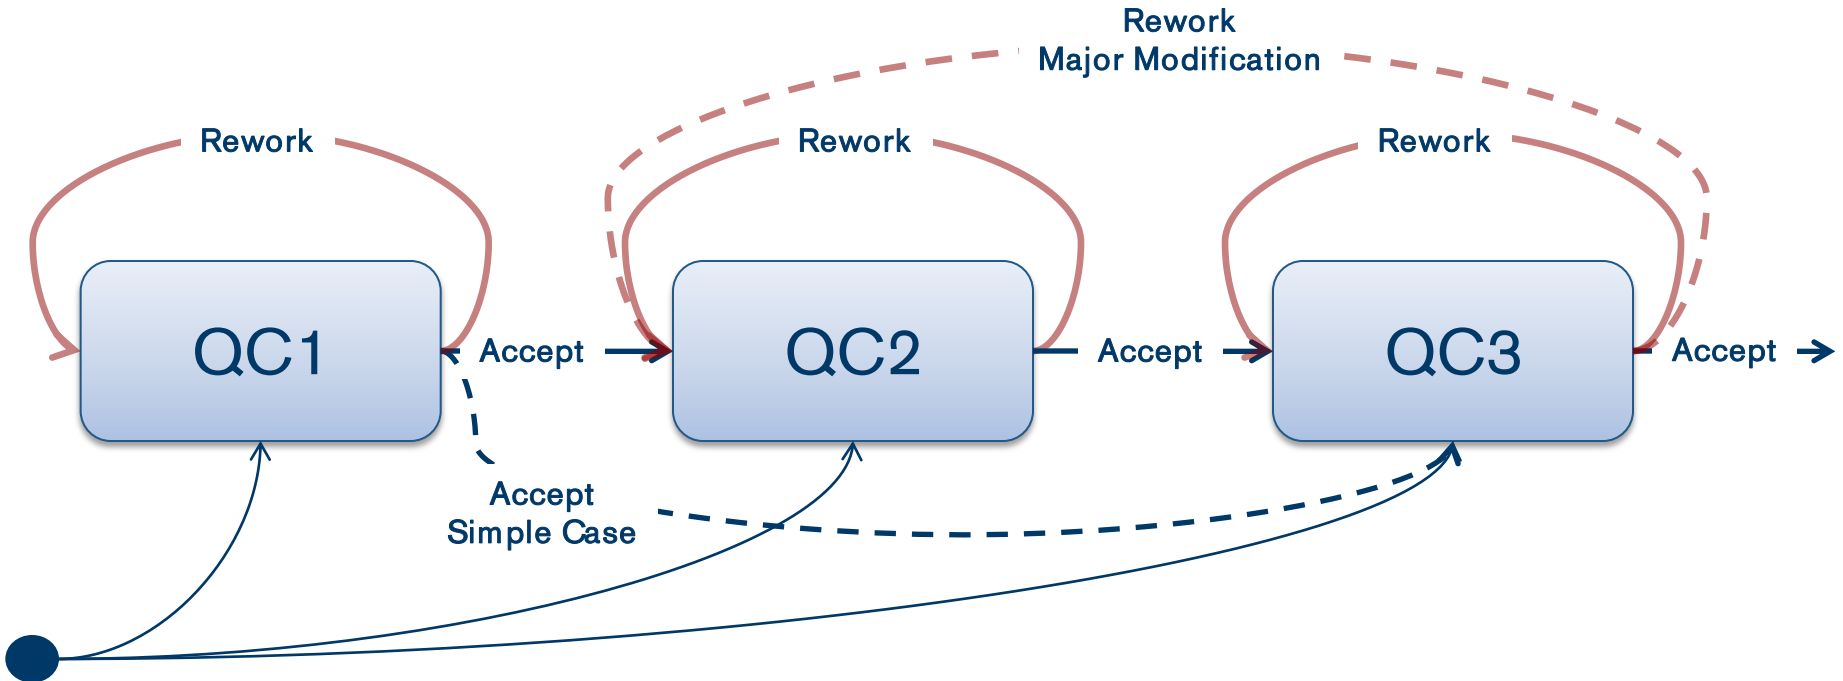 Rework
Major Modification
Rework
Rework
Rework
QC1
Accept
QC2
Accept
QC3
Accept
Accept
Simple Case